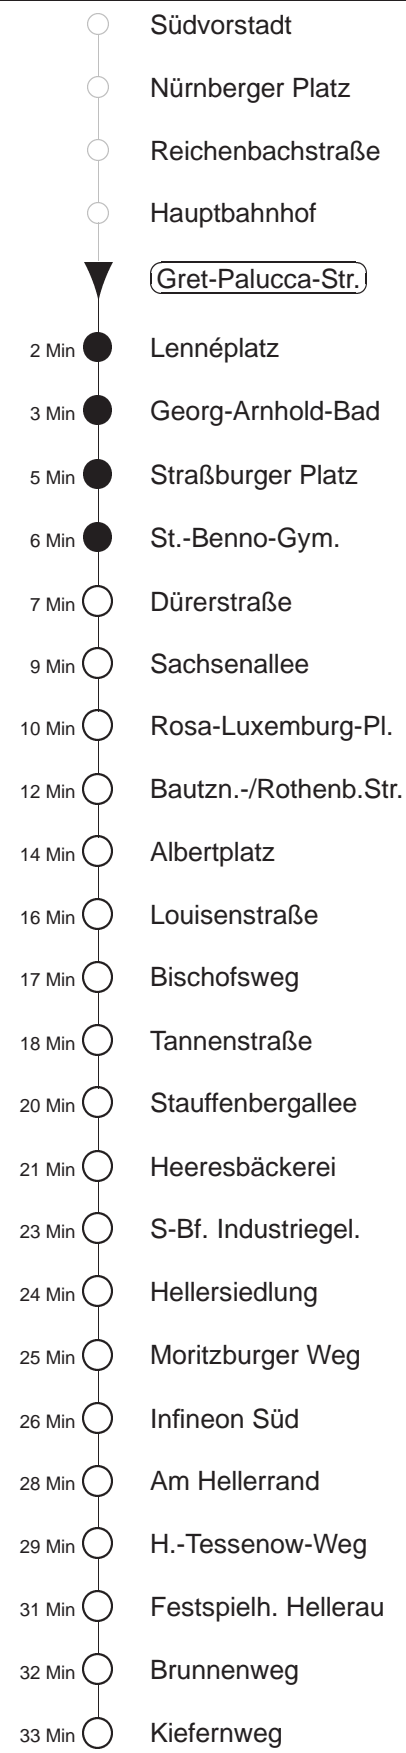 Südvorstadt
Nürnberger Platz
Reichenbachstraße
Hauptbahnhof
Gret-Palucca-Str.
2 Min Lennéplatz
3 Min Georg-Arnhold-Bad
5 Min Straßburger Platz
6 Min St.-Benno-Gym.
7 Min Dürerstraße
9 Min Sachsenallee
10 Min Rosa-Luxemburg-Pl.
12 Min Bautzn.-/Rothenb.Str.
14 Min Albertplatz
16 Min Louisenstraße
17 Min Bischofsweg
18 Min Tannenstraße
20 Min Stauffenbergallee
21 Min Heeresbäckerei
23 Min S-Bf. Industriegel.
24 Min Hellersiedlung
25 Min Moritzburger Weg
26 Min Infineon Süd
28 Min Am Hellerrand
29 Min H.-Tessenow-Weg
31 Min Festspielh. Hellerau
32 Min Brunnenweg
33 Min Kiefernweg